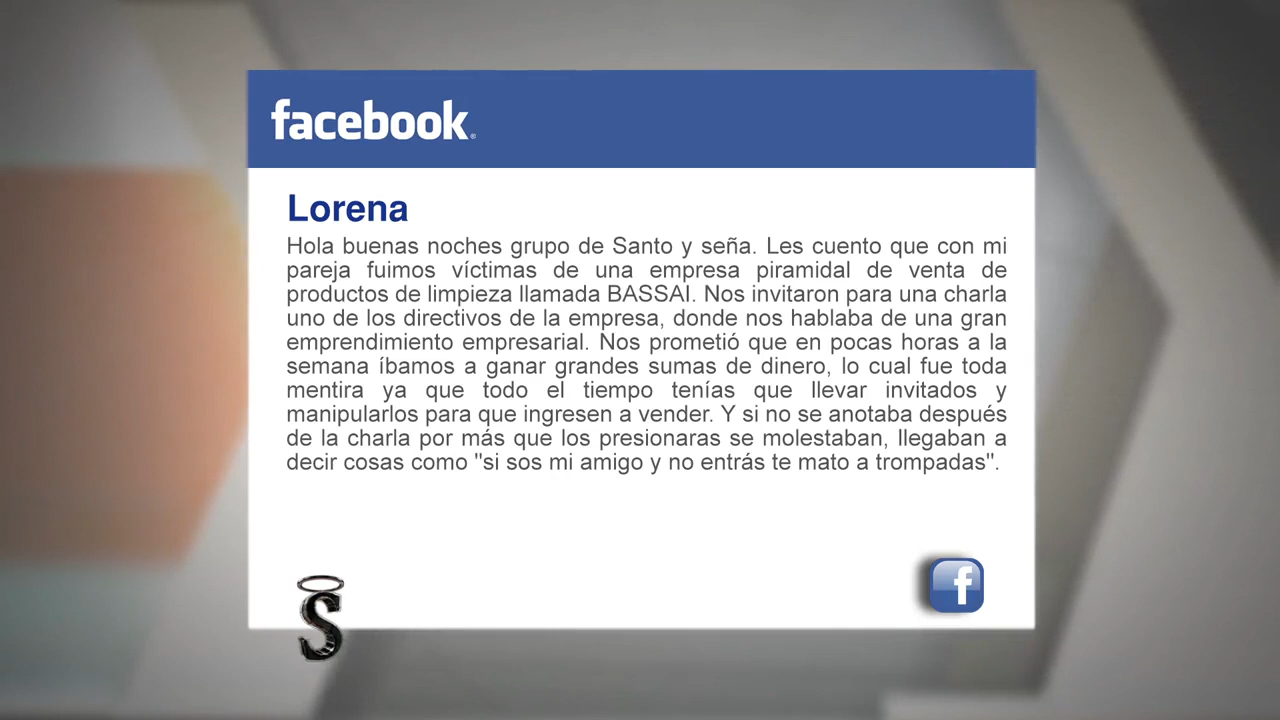 facebook
Lorena
Hola buenas noches grupo de Santo y seña. Les cuento que con mi
pareja fuimos víctimas de una empresa piramidal de venta de
productos de limpieza llamada BASSAI. Nos invitaron para una charla
uno de los directivos de la empresa, donde nos hablaba de una gran
emprendimiento empresarial. Nos prometió que en pocas horas a la
semana íbamos a ganar grandes sumas de dinero, lo cual fue toda
mentira ya que todo el tiempo tenías que llevar invitados y
manipularlos para que ingresen a vender. Y si no se anotaba después
de la charla por más que los presionaras se molestaban, llegaban a
decir cosas como "si sos mi amigo y no entrás te mato a trompadas".
S
f